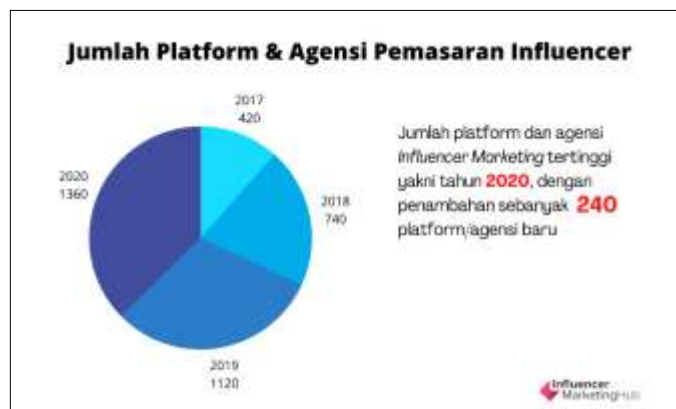 Jumlah Platform & Agensi Pemasaran Influencer
2017
420
2020
1360
2018
740
2019
1120
Jumlah platform dan agensi
Influencer Marketing tertinggi
yakni tahun 2020, dengan
penambahan sebanyak 240
platform/agensi baru
Influencer
MarketingHub